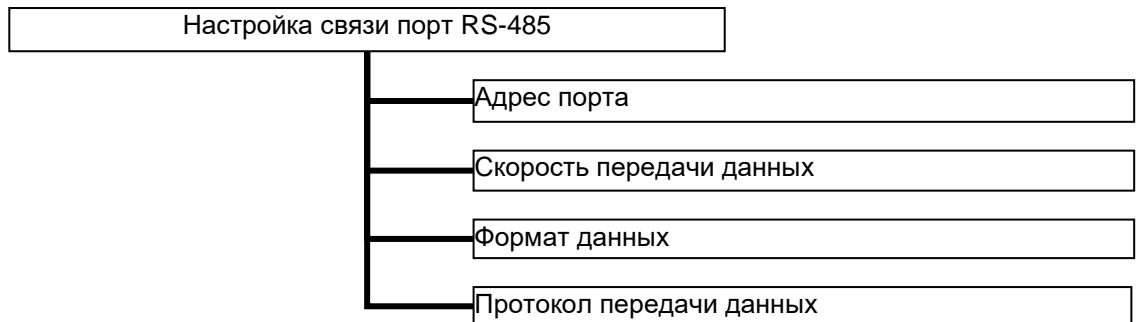 Настройка связи порт RS-485
Адрес порта
Скорость передачи данных
Формат данных
Протокол передачи данных